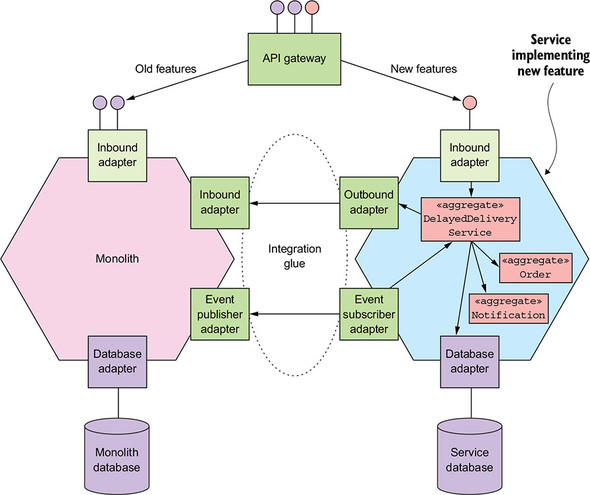 Service
implementing
new feature
API gateway
Old features
New features
Inbound
adapter
Inbound
adapter
Inbound
adapter
Outbound
adapter
«aggregate»
DelayedDelivery
Service
Monolith
Integration
glue
«aggregate»
Order
«aggregate»
Notification
Event
publisher
adapter
Event
subscriber
adapter
Database
adapter
Database
adapter
Monolith
database
Service
database